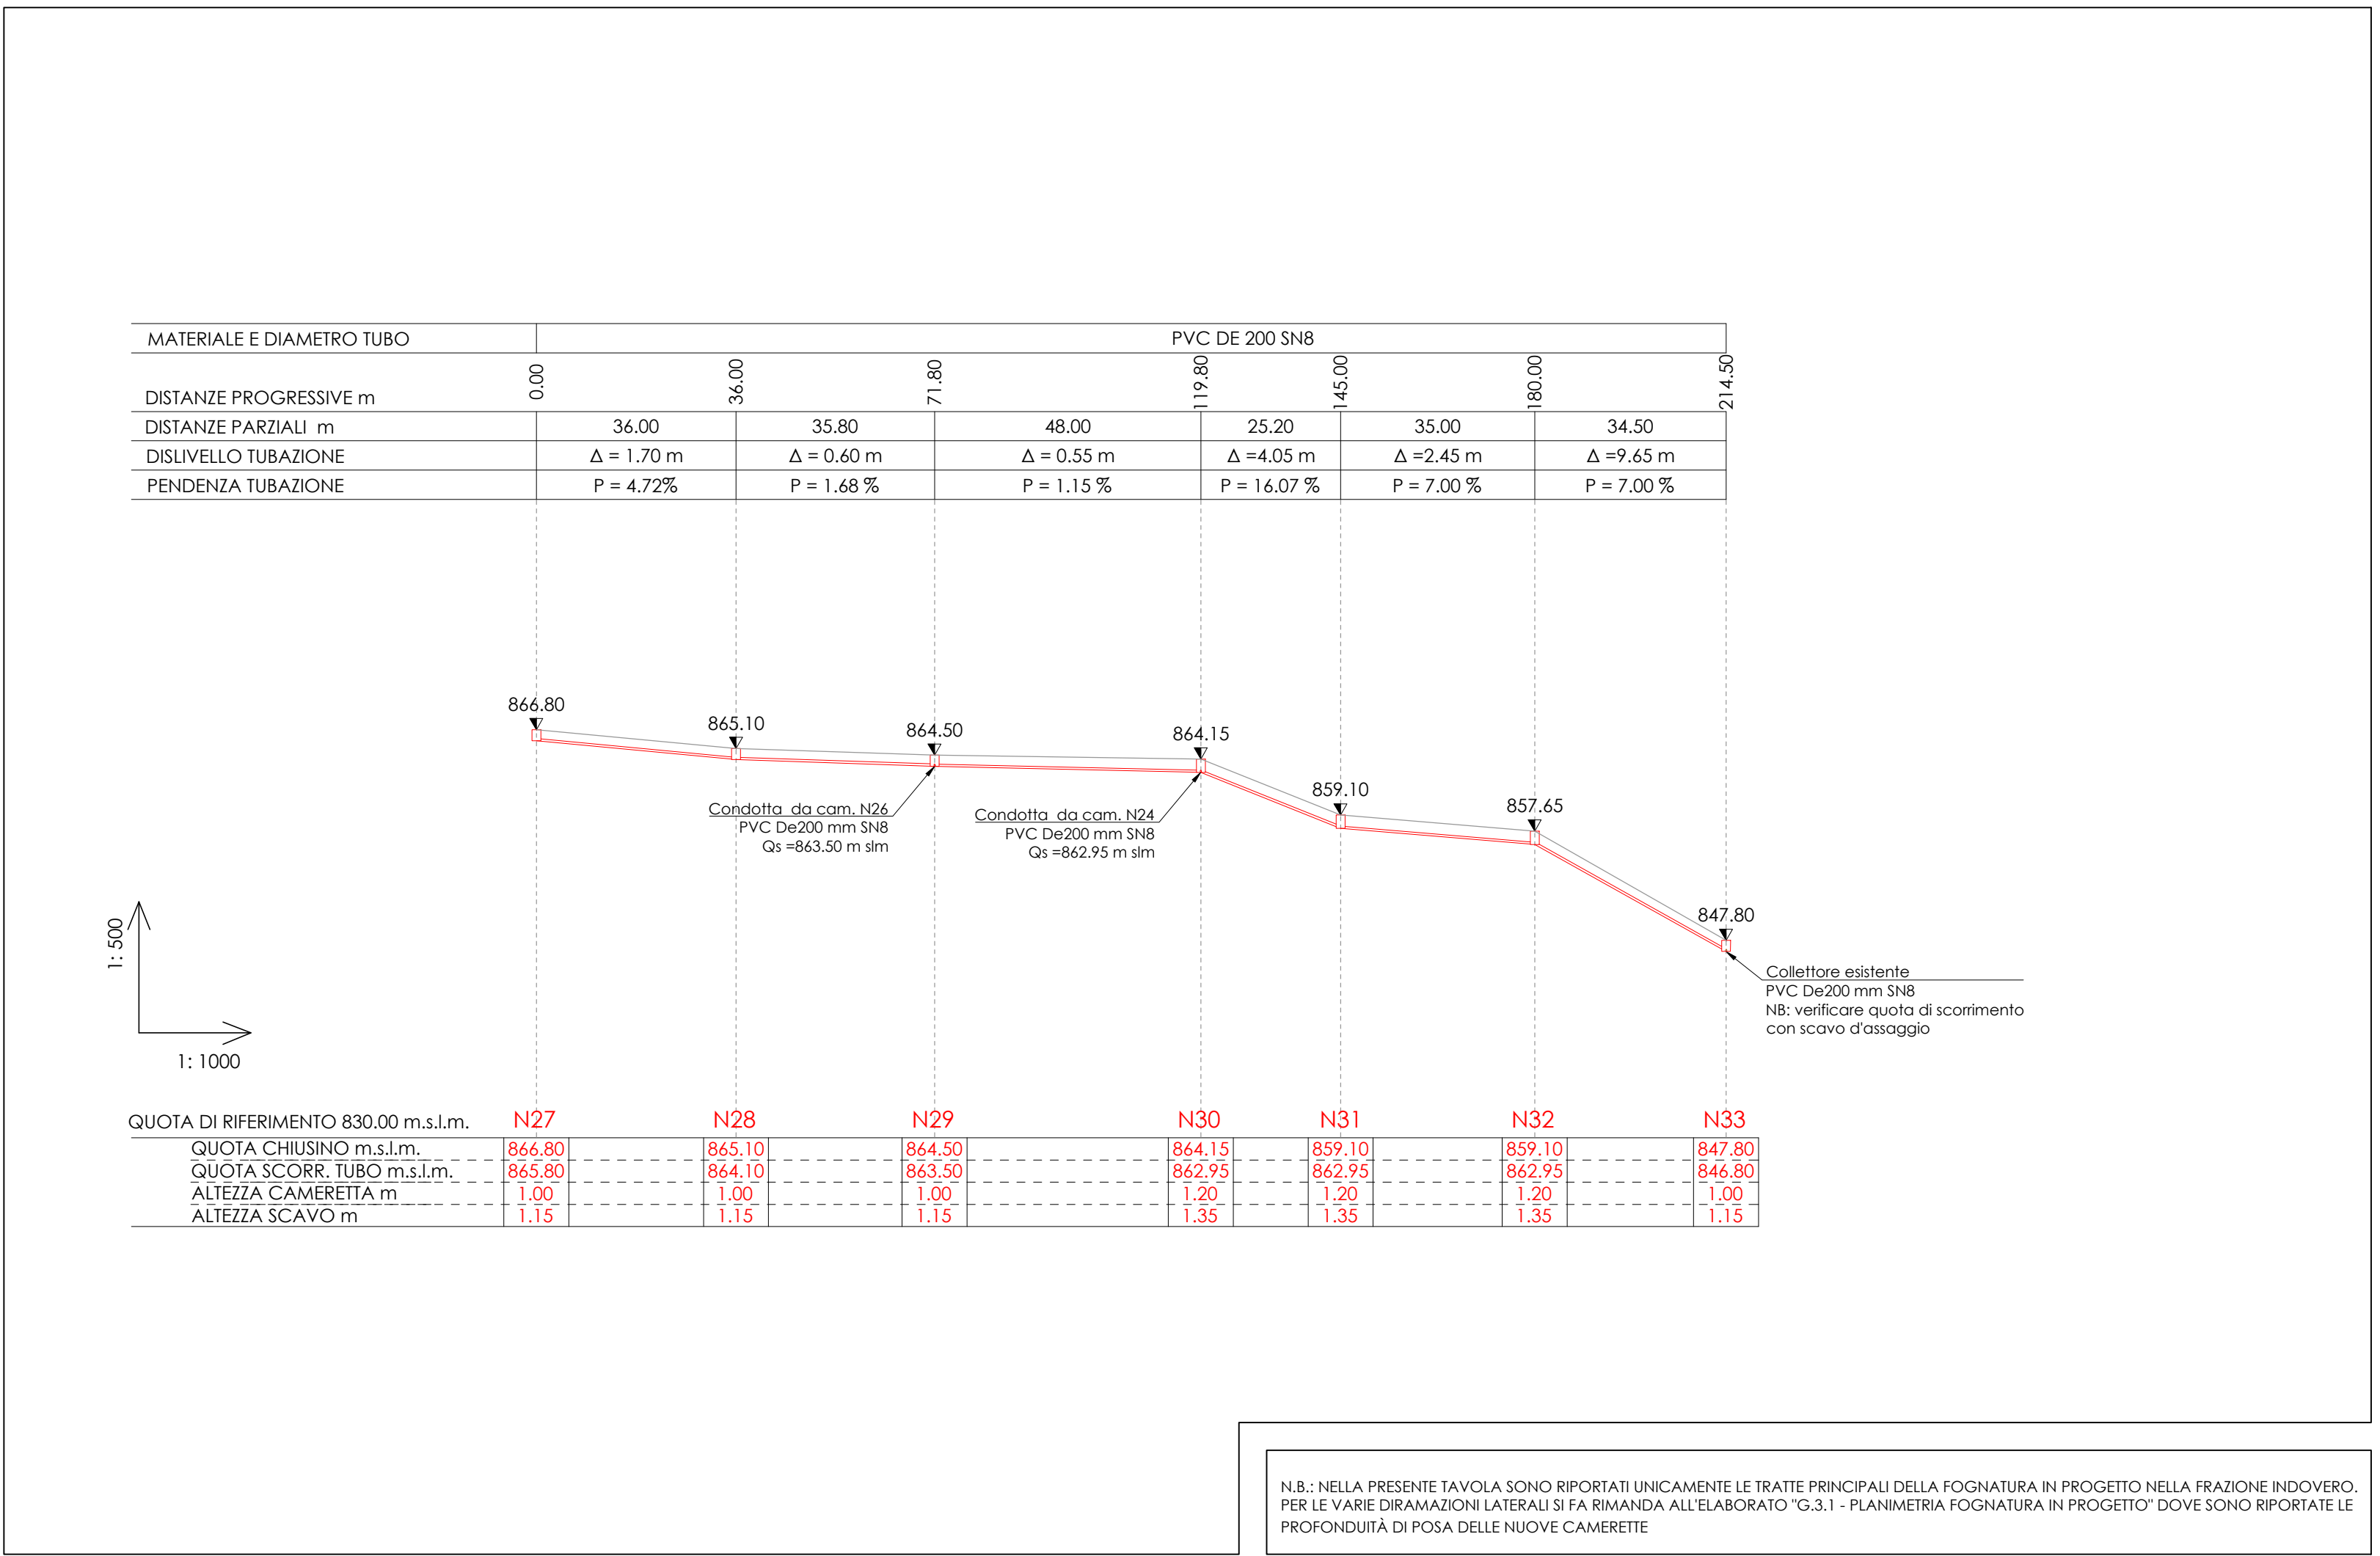 MATERIALE E DIAMETRO TUBO PVC DE 200 SN8
DISTANZE PROGRESSIVE m 0.00 36.00 71.80 119.80 145.00 180.00 214.50
DISTANZE PARZIALI m 36.00 35.80 48.00 25.20 35.00 34.50
DISLIVELLO TUBAZIONE Δ = 1.70 m Δ = 0.60 m Δ = 0.55 m Δ =4.05 m Δ =2.45 m Δ =9.65 m
PENDENZA TUBAZIONE P = 4.72% P = 1.68 % P = 1.15 % P = 16.07 % P = 7.00 % P = 7.00 %
866.80
865.10
864.50
864.15
859.10
857.65
847.80
Condotta da cam. N26
PVC De200 mm SN8
Qs =863.50 m slm
Condotta da cam. N24
PVC De200 mm SN8
Qs =862.95 m slm
Collettore esistente
PVC De200 mm SN8
NB: verificare quota di scorrimento
con scavo d'assaggio
1: 500
1: 1000
QUOTA DI RIFERIMENTO 830.00 m.s.l.m. N27 N28 N29 N30 N31 N32 N33
QUOTA CHIUSINO m.s.l.m. 866.80 865.10 864.50 864.15 859.10 859.10 847.80
QUOTA SCORR. TUBO m.s.l.m. 865.80 864.10 863.50 862.95 862.95 862.95 846.80
ALTEZZA CAMERETTA m 1.00 1.00 1.00 1.20 1.20 1.20 1.00
ALTEZZA SCAVO m 1.15 1.15 1.15 1.35 1.35 1.35 1.15
N.B.: NELLA PRESENTE TAVOLA SONO RIPORTATI UNICAMENTE LE TRATTE PRINCIPALI DELLA FOGNATURA IN PROGETTO NELLA FRAZIONE INDOVERO.
PER LE VARIE DIRAMAZIONI LATERALI SI FA RIMANDA ALL'ELABORATO "G.3.1 - PLANIMETRIA FOGNATURA IN PROGETTO" DOVE SONO RIPORTATE LE
PROFONDUITÀ DI POSA DELLE NUOVE CAMERETTE